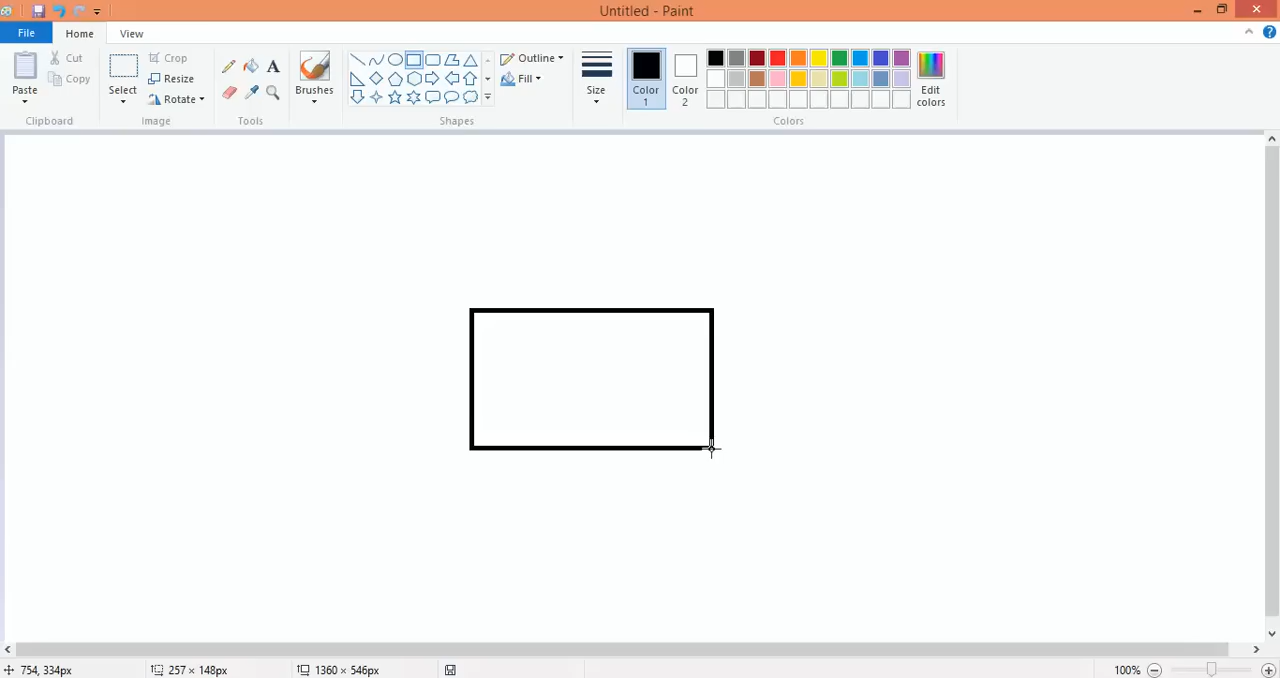 Untitled - Paint
File Home View
Paste
Cut
Copy
Clipboard
Select
Crop
Resize
Rotate
Image
A
Tools
Brushes
Outline
Fill
Shapes
Size
Color 1
Color 2
Edit colors
Colors
754, 334px
257 × 148px
1360 × 546px
100%